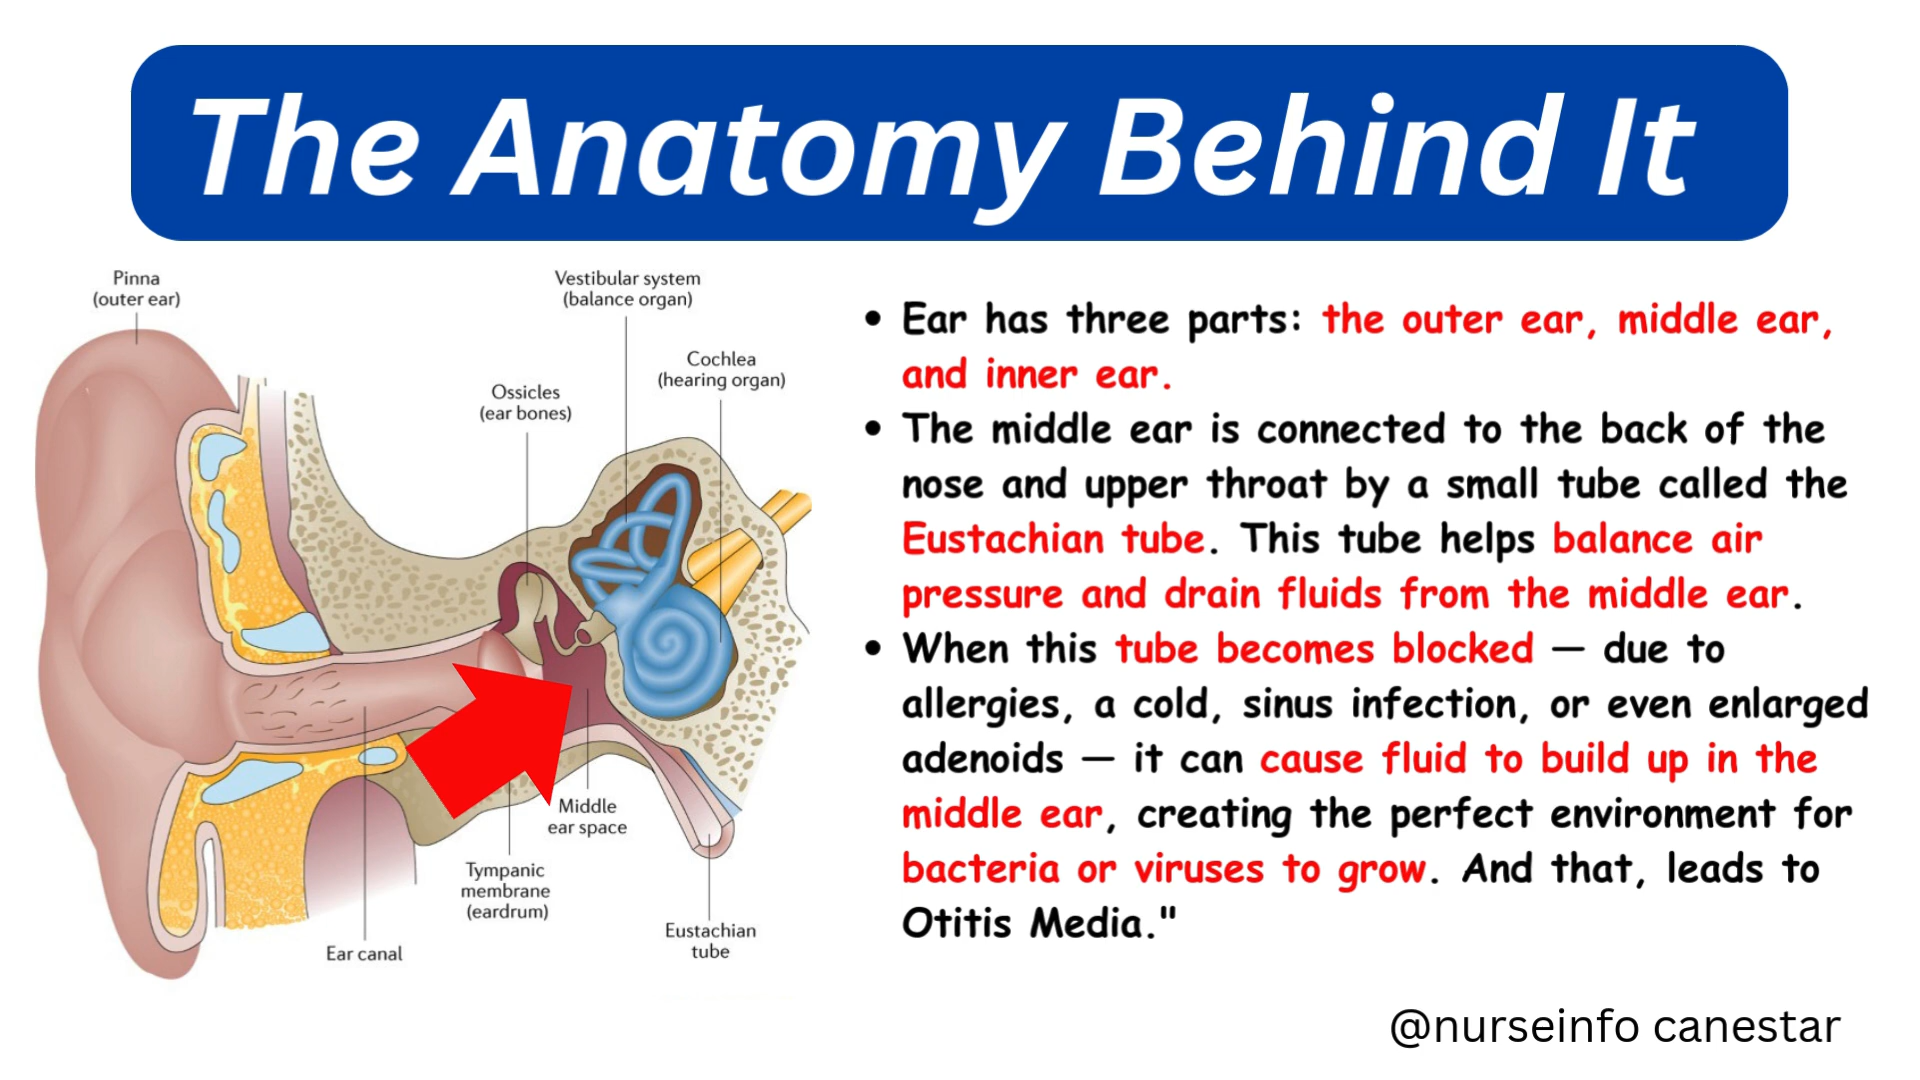 The Anatomy Behind It
Pinna
(outer ear)
Vestibular system
(balance organ)
Cochlea
(hearing organ)
Ossicles
(ear bones)
Middle
ear space
Tympanic
membrane
(eardrum)
Eustachian
tube
Ear canal
• Ear has three parts: the outer ear, middle ear,
and inner ear.
• The middle ear is connected to the back of the
nose and upper throat by a small tube called the
Eustachian tube. This tube helps balance air
pressure and drain fluids from the middle ear.
• When this tube becomes blocked — due to
allergies, a cold, sinus infection, or even enlarged
adenoids — it can cause fluid to build up in the
middle ear, creating the perfect environment for
bacteria or viruses to grow. And that, leads to
Otitis Media."
@nurseinfo canestar